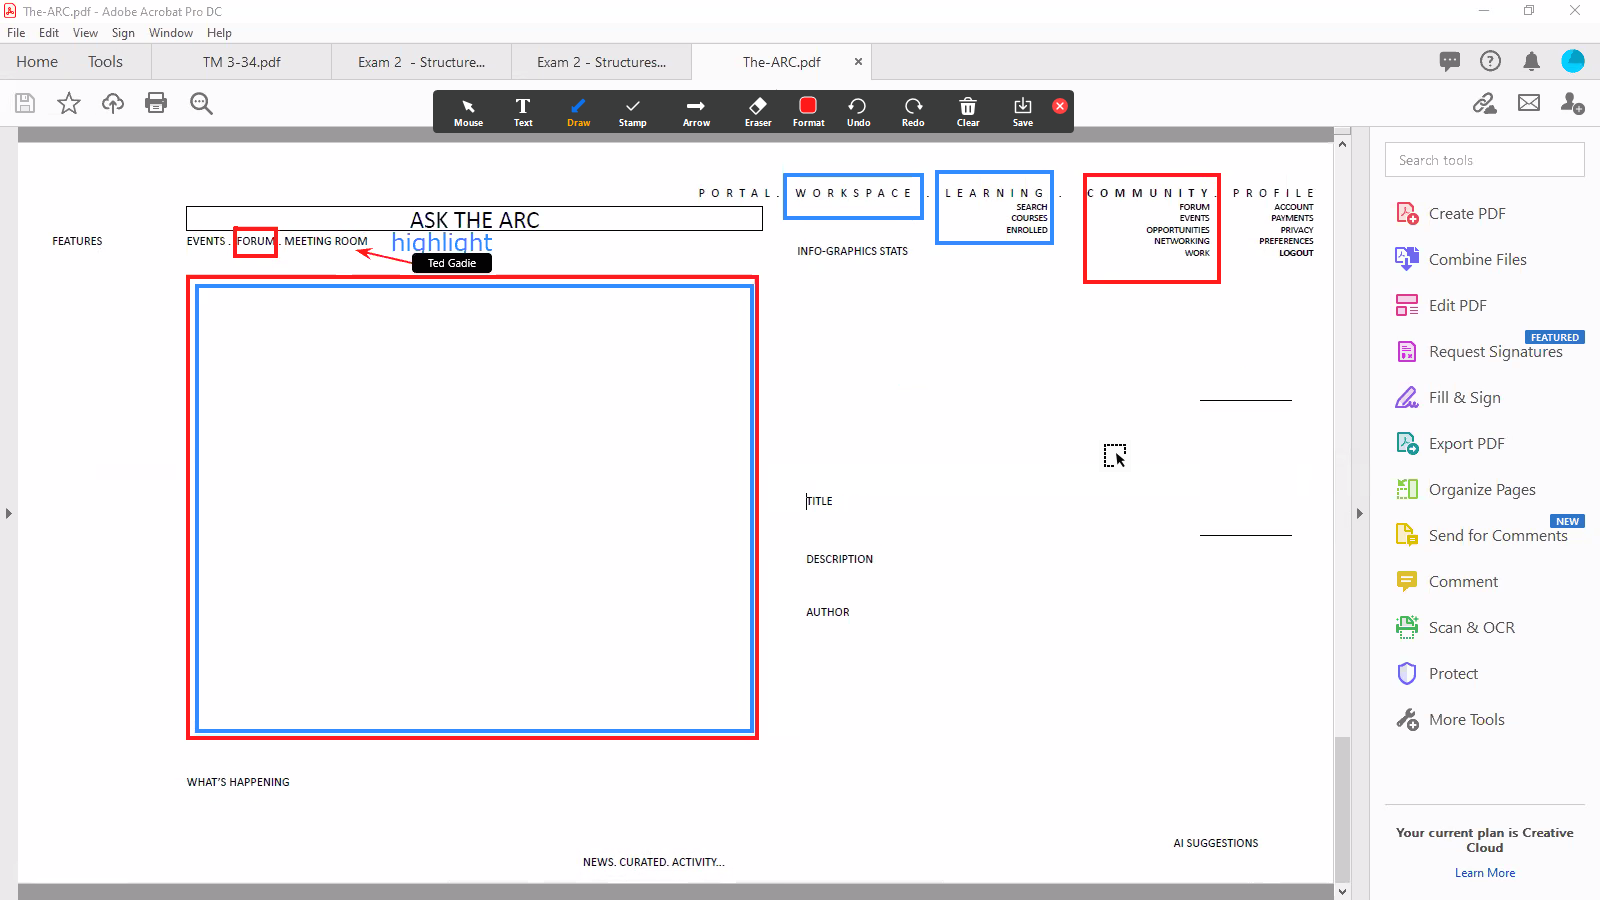 The-ARC.pdf - Adobe Acrobat Pro DC
File Edit View Sign Window Help
Home Tools TM 3-34.pdf Exam 2 - Structure... Exam 2 - Structures... The-ARC.pdf
Mouse Text Draw Stamp Arrow Eraser Format Undo Redo Clear Save
PORTAL. WORKSPACE. LEARNING. COMMUNITY. PROFILE
SEARCH
COURSES
ENROLLED
FORUM
EVENTS
OPPORTUNITIES
NETWORKING
WORK
ACCOUNT
PAYMENTS
PRIVACY
PREFERENCES
LOGOUT
ASK THE ARC
FEATURES
EVENTS . FORUM . MEETING ROOM
highlight
Ted Gadie
INFO-GRAPHICS STATS
TITLE
DESCRIPTION
AUTHOR
WHAT'S HAPPENING
AI SUGGESTIONS
NEWS. CURATED. ACTIVITY...
Search tools
Create PDF
Combine Files
Edit PDF
FEATURED
Request Signatures
Fill & Sign
Export PDF
Organize Pages
NEW
Send for Comments
Comment
Scan & OCR
Protect
More Tools
Your current plan is Creative
Cloud
Learn More